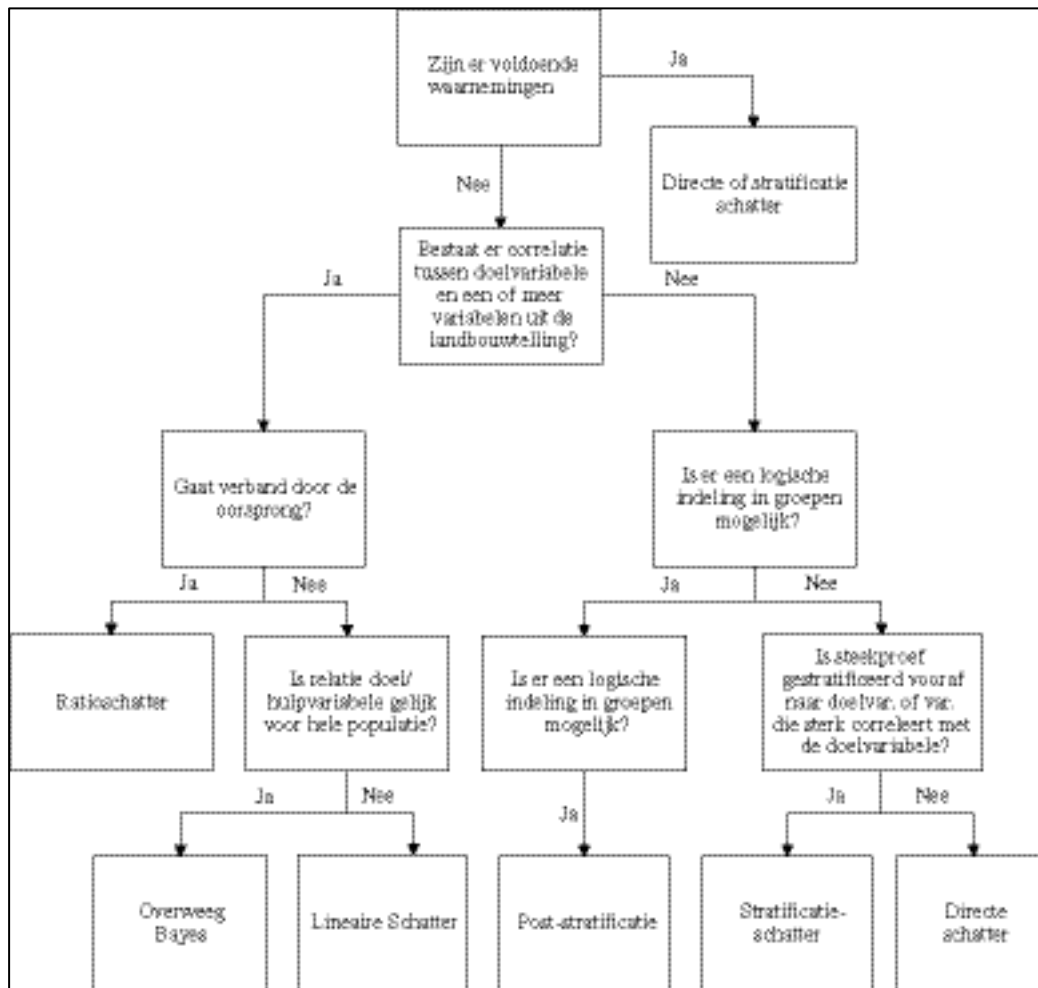 Zijn er voldoende
waarnemingen
Ja
Nee
Directe of stratificatie
schatter
Bestaat er correlatie
tussen doelvariabele
en een of meer
variabelen uit de
landbouwtelling?
Ja
Nee
Gaat verband door de
oorsprong?
Is er een logische
indeling in groepen
mogelijk?
Ja
Nee
Ja
Nee
Ratioschatter
Is relatie doel/
hulpvariabele gelijk
voor hele populatie?
Is er een logische
indeling in groepen
mogelijk?
Is steekproef
gestratificeerd vooraf
naar doelvar. of var.
die sterk correleert met
de doelvariabele?
Ja
Nee
Ja
Ja
Nee
Overweeg
Bayes
Lineaire Schatter
Post-stratificatie
Stratificatie-
schatter
Directe
schatter